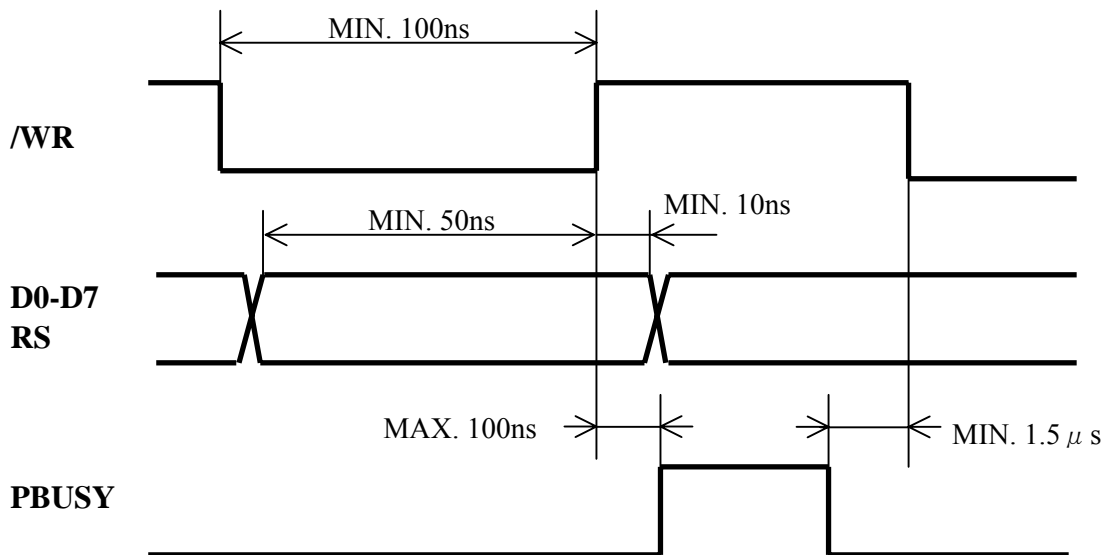 MIN. 100ns
/WR
MIN. 50ns
MIN. 10ns
D0-D7
RS
MAX. 100ns
MIN. 1.5 μ s
PBUSY